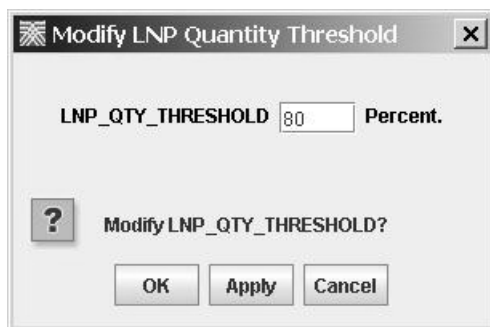 Modify LNP Quantity Threshold
LNP_QTY_THRESHOLD 80 Percent.
? Modify LNP_QTY_THRESHOLD?
OK Apply Cancel